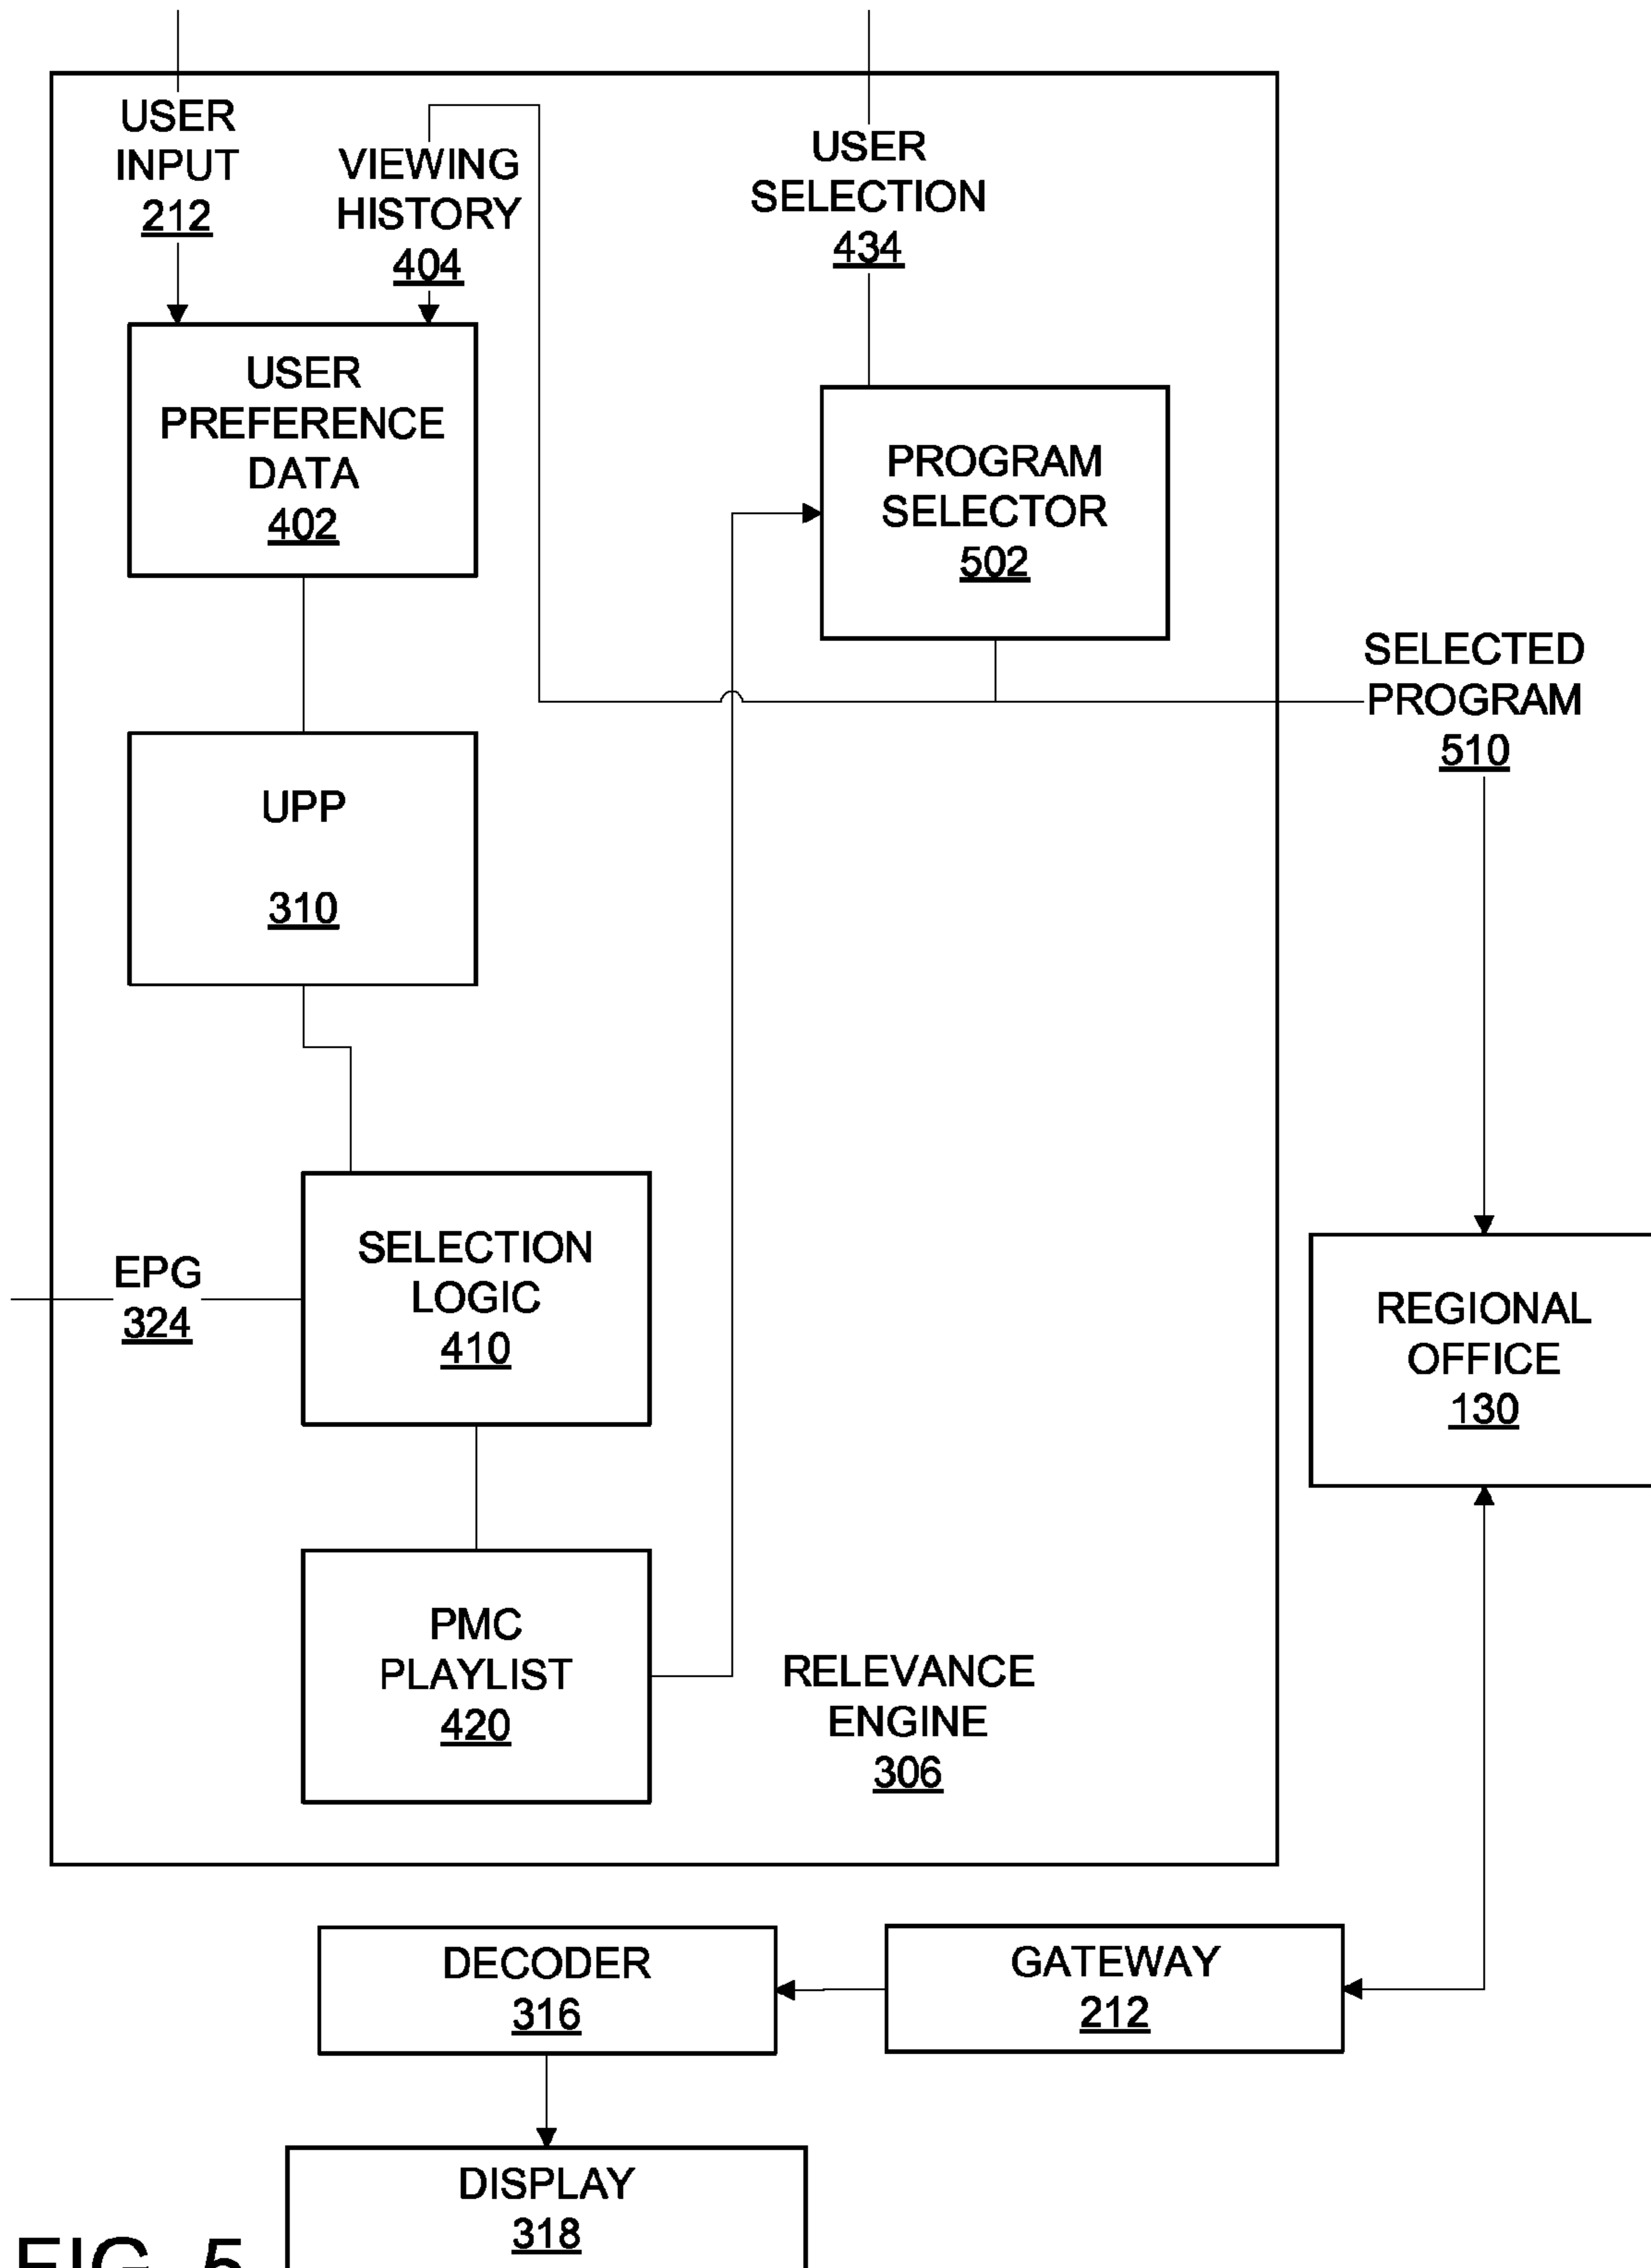 USER
INPUT
212
VIEWING
HISTORY
404
USER
SELECTION
434
USER
PREFERENCE
DATA
402
PROGRAM
SELECTOR
502
SELECTED
PROGRAM
510
UPP
310
SELECTION
LOGIC
410
EPG
324
REGIONAL
OFFICE
130
PMC
PLAYLIST
420
RELEVANCE
ENGINE
306
DECODER
316
GATEWAY
212
DISPLAY
318
FIG. 5